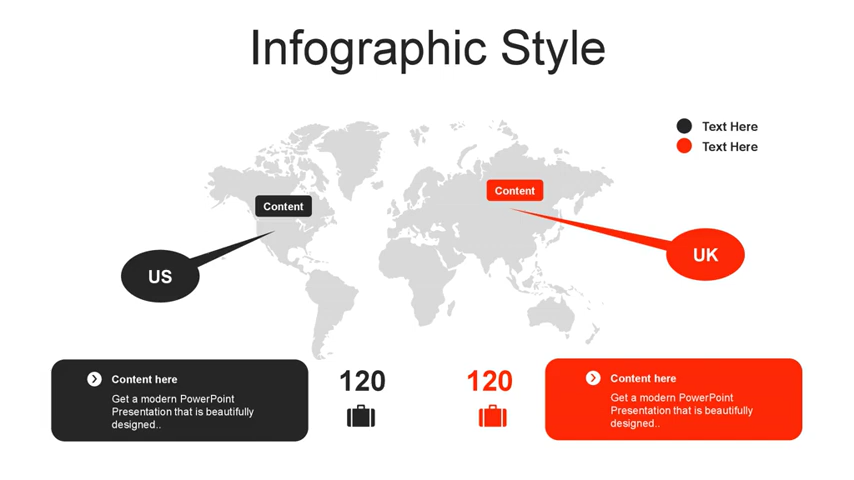 Infographic Style
Text Here
Text Here
Content
Content
US
UK
120
120
Content here
Get a modern PowerPoint
Presentation that is beautifully
designed..
Content here
Get a modern PowerPoint
Presentation that is beautifully
designed..